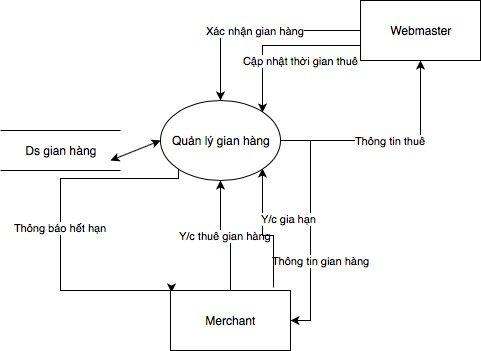 Xác nhận gian hàng
Webmaster
Cập nhật thời gian thuê
Quản lý gian hàng
Thông tin thuê
Ds gian hàng
Y/c gia hạn
Thông báo hết hạn
Y/c thuê gian hàng
Thông tin gian hàng
Merchant